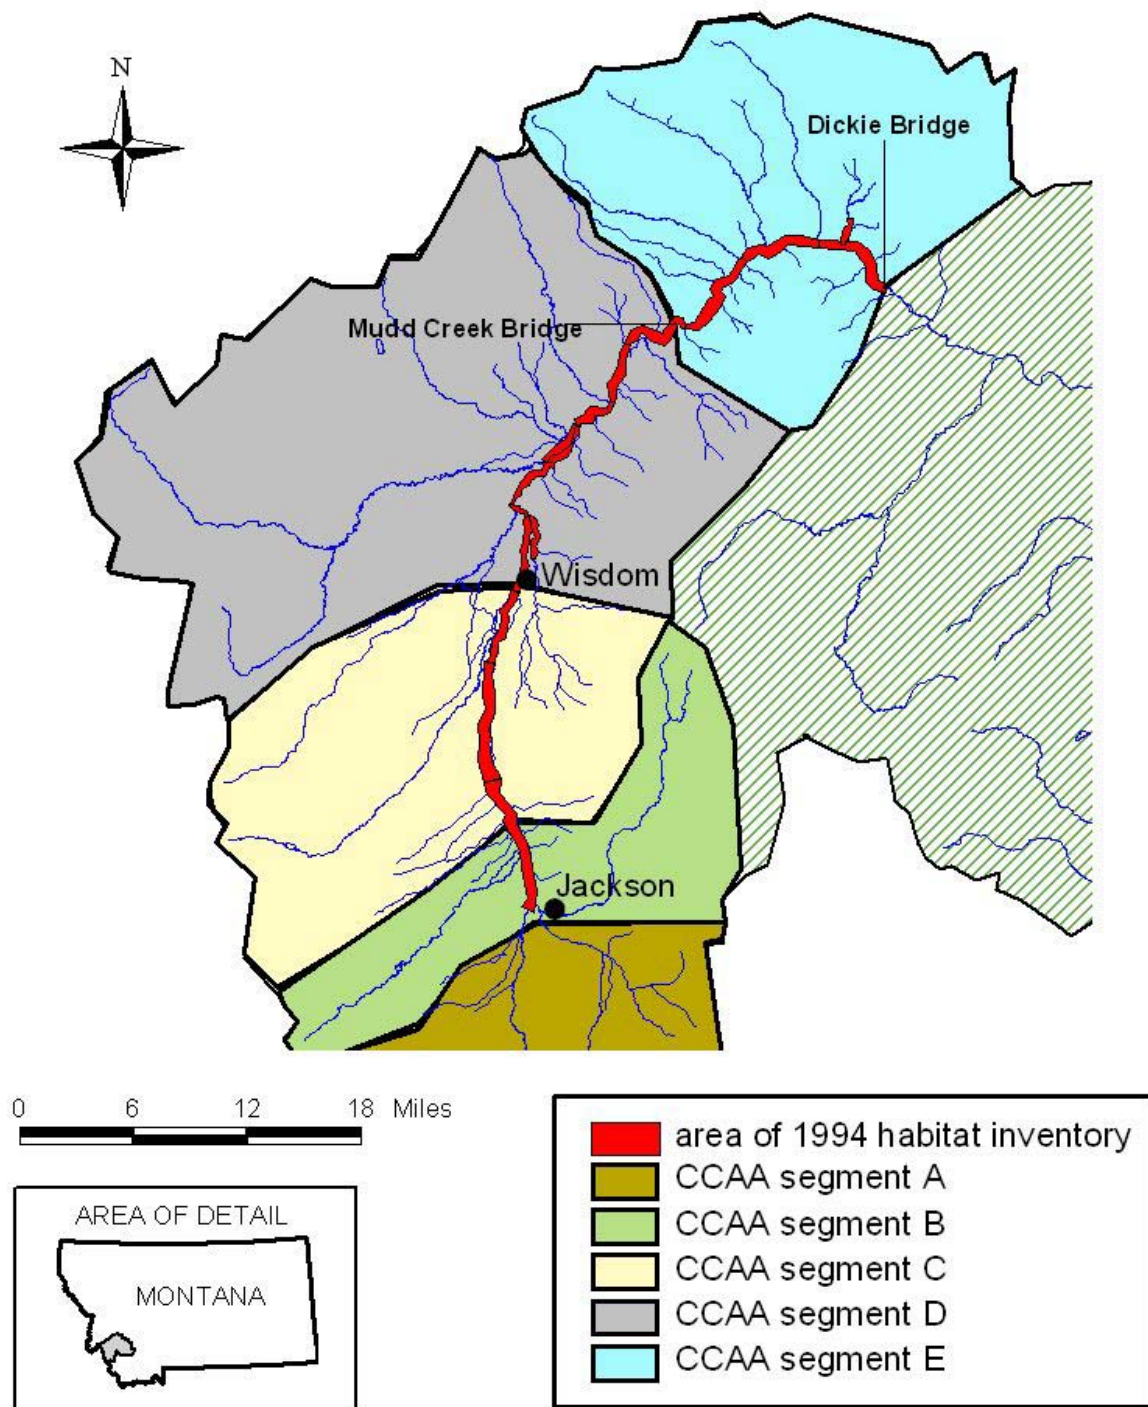 N
Dickie Bridge
Mudd Creek Bridge
Wisdom
Jackson
0 6 12 18 Miles
area of 1994 habitat inventory
CCAA segment A
CCAA segment B
CCAA segment C
CCAA segment D
CCAA segment E
AREA OF DETAIL
MONTANA